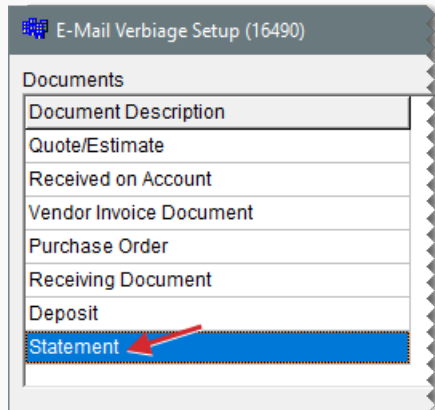 E-Mail Verbiage Setup (16490)
Documents
Document Description
Quote/Estimate
Received on Account
Vendor Invoice Document
Purchase Order
Receiving Document
Deposit
Statement